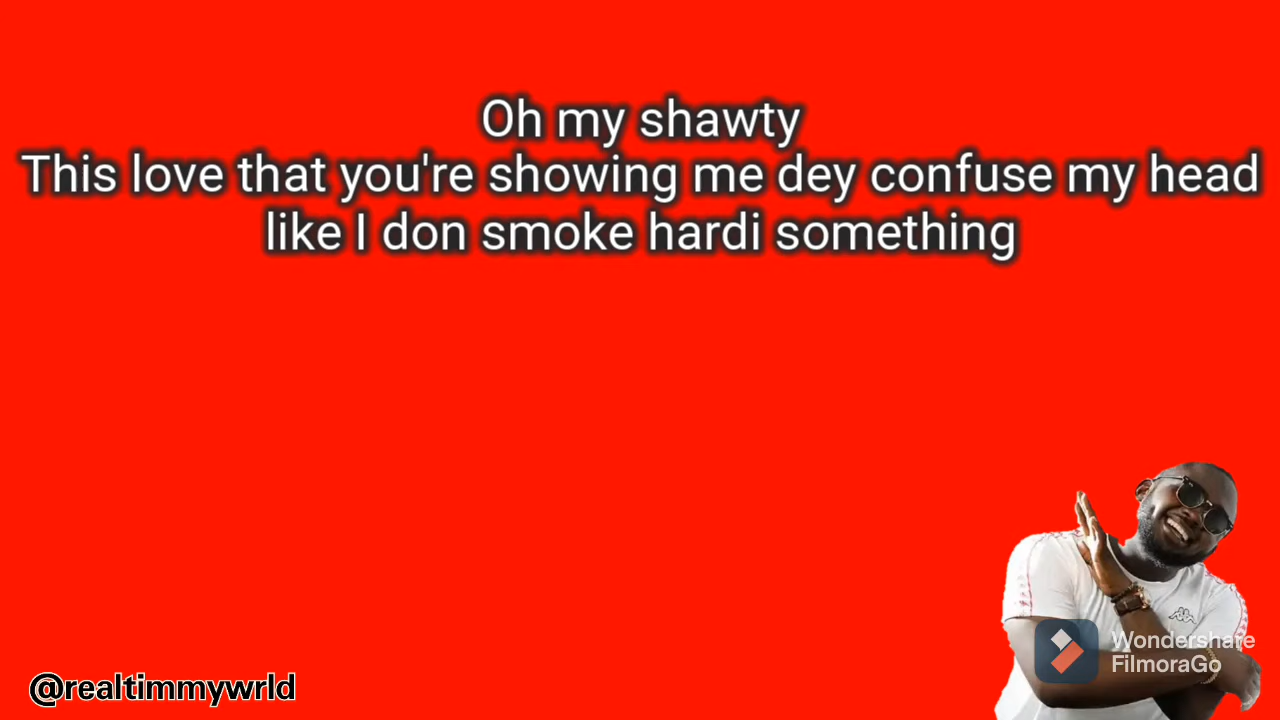 Oh my shawty
This love that you're showing me dey confuse my head
like I don smoke hardi something
Wondershare
FilmoraGo
@realtimmywrld